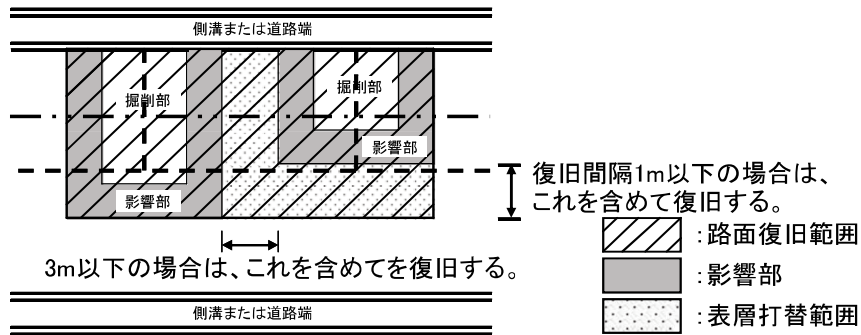 側溝または道路端
掘削部
掘削部
影響部
影響部
復旧間隔1m以下の場合は、
これを含めて復旧する。
3m以下の場合は、これを含めてを復旧する。
:路面復旧範囲
:影響部
:表層打替範囲
側溝または道路端